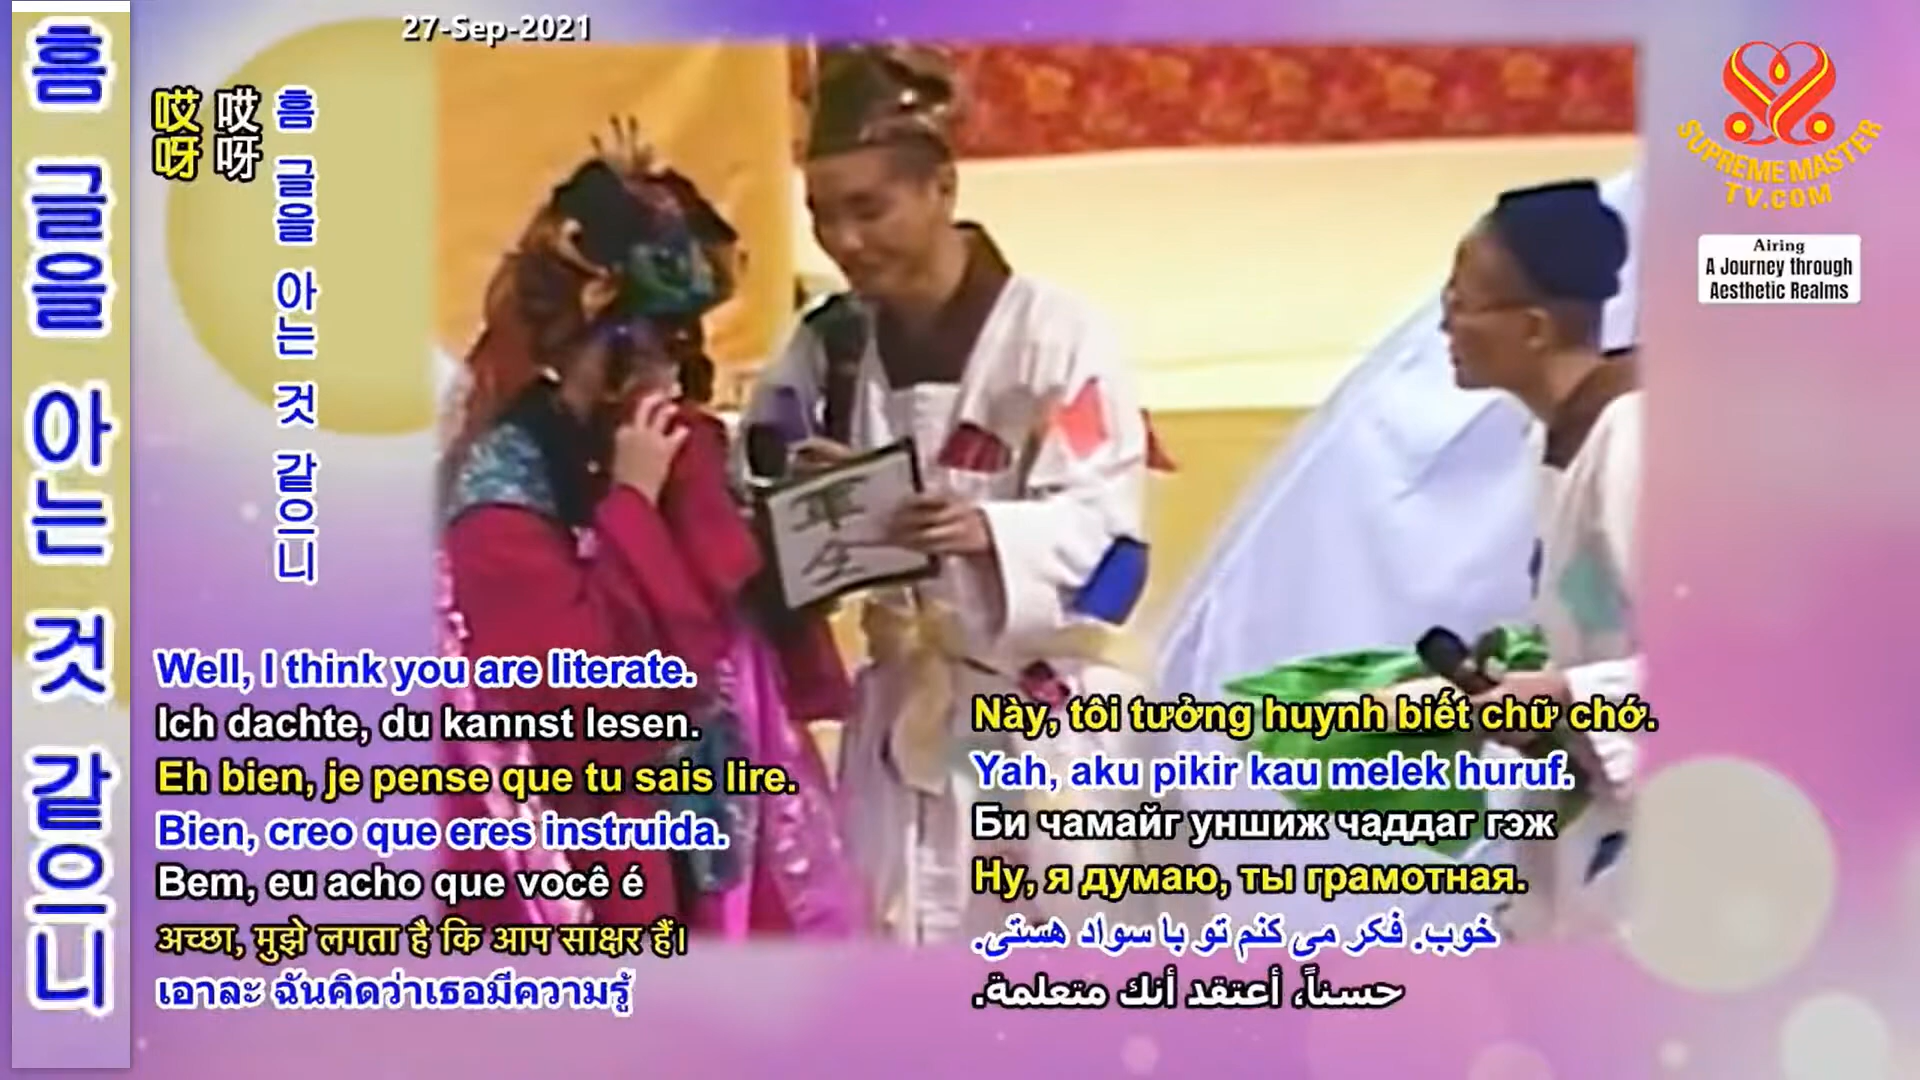 27-Sep-2021
흠 글을 아는 것 같으니
哎呀
哎呀
흠 글을 아는 것 같으니
SUPREME MASTER
TV.COM
Airing
A Journey through
Aesthetic Realms
Well, I think you are literate.
Ich dachte, du kannst lesen.
Eh bien, je pense que tu sais lire.
Bien, creo que eres instruida.
Bem, eu acho que você é
अच्छा, मुझे लगता है कि आप साक्षर हैं।
เอาละ ฉันคิดว่าเธอมีความรู้
Này, tôi tưởng huynh biết chữ chớ.
Yah, aku pikir kau melek huruf.
Би чамайг уншиж чаддаг гэж
Ну, я думаю, ты грамотная.
خوب. فکر می کنم تو با سواد هستی.
حسناً، أعتقد أنك متعلمة.